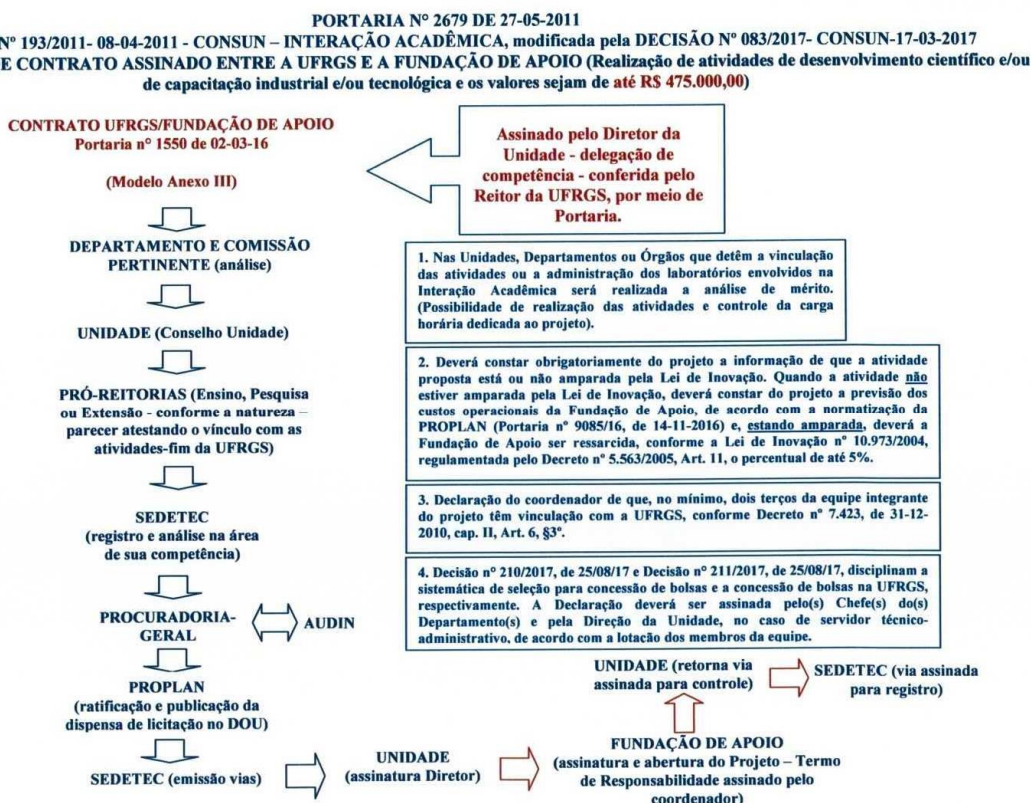 PORTARIA Nº 2679 DE 27-05-2011
Nº 193/2011- 08-04-2011 - CONSUN – INTERAÇÃO ACADÊMICA, modificada pela DECISÃO Nº 083/2017- CONSUN-17-03-2017
E CONTRATO ASSINADO ENTRE A UFRGS E A FUNDAÇÃO DE APOIO (Realização de atividades de desenvolvimento científico e/ou
de capacitação industrial e/ou tecnológica e os valores sejam de até R$ 475.000,00)
CONTRATO UFRGS/FUNDAÇÃO DE APOIO
Portaria nº 1550 de 02-03-16
(Modelo Anexo III)
Assinado pelo Diretor da
Unidade - delegação de
competência - conferida pelo
Reitor da UFRGS, por meio de
Portaria.
DEPARTAMENTO E COMISSÃO
PERTINENTE (análise)
UNIDADE (Conselho Unidade)
PRÓ-REITORIAS (Ensino, Pesquisa
ou Extensão - conforme a natureza –
parecer atestando o vínculo com as
atividades-fim da UFRGS)
SEDETEC
(registro e análise na área
de sua competência)
PROCURADORIA-
GERAL
AUDIN
PROPLAN
(ratificação e publicação da
dispensa de licitação no DOU)
SEDETEC (emissão vias)
1. Nas Unidades, Departamentos ou Órgãos que detêm a vinculação
das atividades ou a administração dos laboratórios envolvidos na
Interação Acadêmica será realizada a análise de mérito.
(Possibilidade de realização das atividades e controle da carga
horária dedicada ao projeto).
2. Deverá constar obrigatoriamente do projeto a informação de que a atividade
proposta está ou não amparada pela Lei de Inovação. Quando a atividade não
estiver amparada pela Lei de Inovação, deverá constar do projeto a previsão dos
custos operacionais da Fundação de Apoio, de acordo com a normatização da
PROPLAN (Portaria nº 9085/16, de 14-11-2016) e, estando amparada, deverá a
Fundação de Apoio ser ressarcida, conforme a Lei de Inovação nº 10.973/2004,
regulamentada pelo Decreto nº 5.563/2005, Art. 11, o percentual de até 5%.
3. Declaração do coordenador de que, no mínimo, dois terços da equipe integrante
do projeto têm vinculação com a UFRGS, conforme Decreto nº 7.423, de 31-12-
2010, cap. II, Art. 6, §3º.
4. Decisão nº 210/2017, de 25/08/17 e Decisão nº 211/2017, de 25/08/17, disciplinam a
sistemática de seleção para concessão de bolsas e a concessão de bolsas na UFRGS,
respectivamente. A Declaração deverá ser assinada pelo(s) Chefe(s) do(s)
Departamento(s) e pela Direção da Unidade, no caso de servidor técnico-
administrativo, de acordo com a lotação dos membros da equipe.
UNIDADE
(assinatura Diretor)
FUNDAÇÃO DE APOIO
(assinatura e abertura do Projeto – Termo
de Responsabilidade assinado pelo
coordenador)
UNIDADE (retorna via
assinada para controle)
SEDETEC (via assinada
para registro)